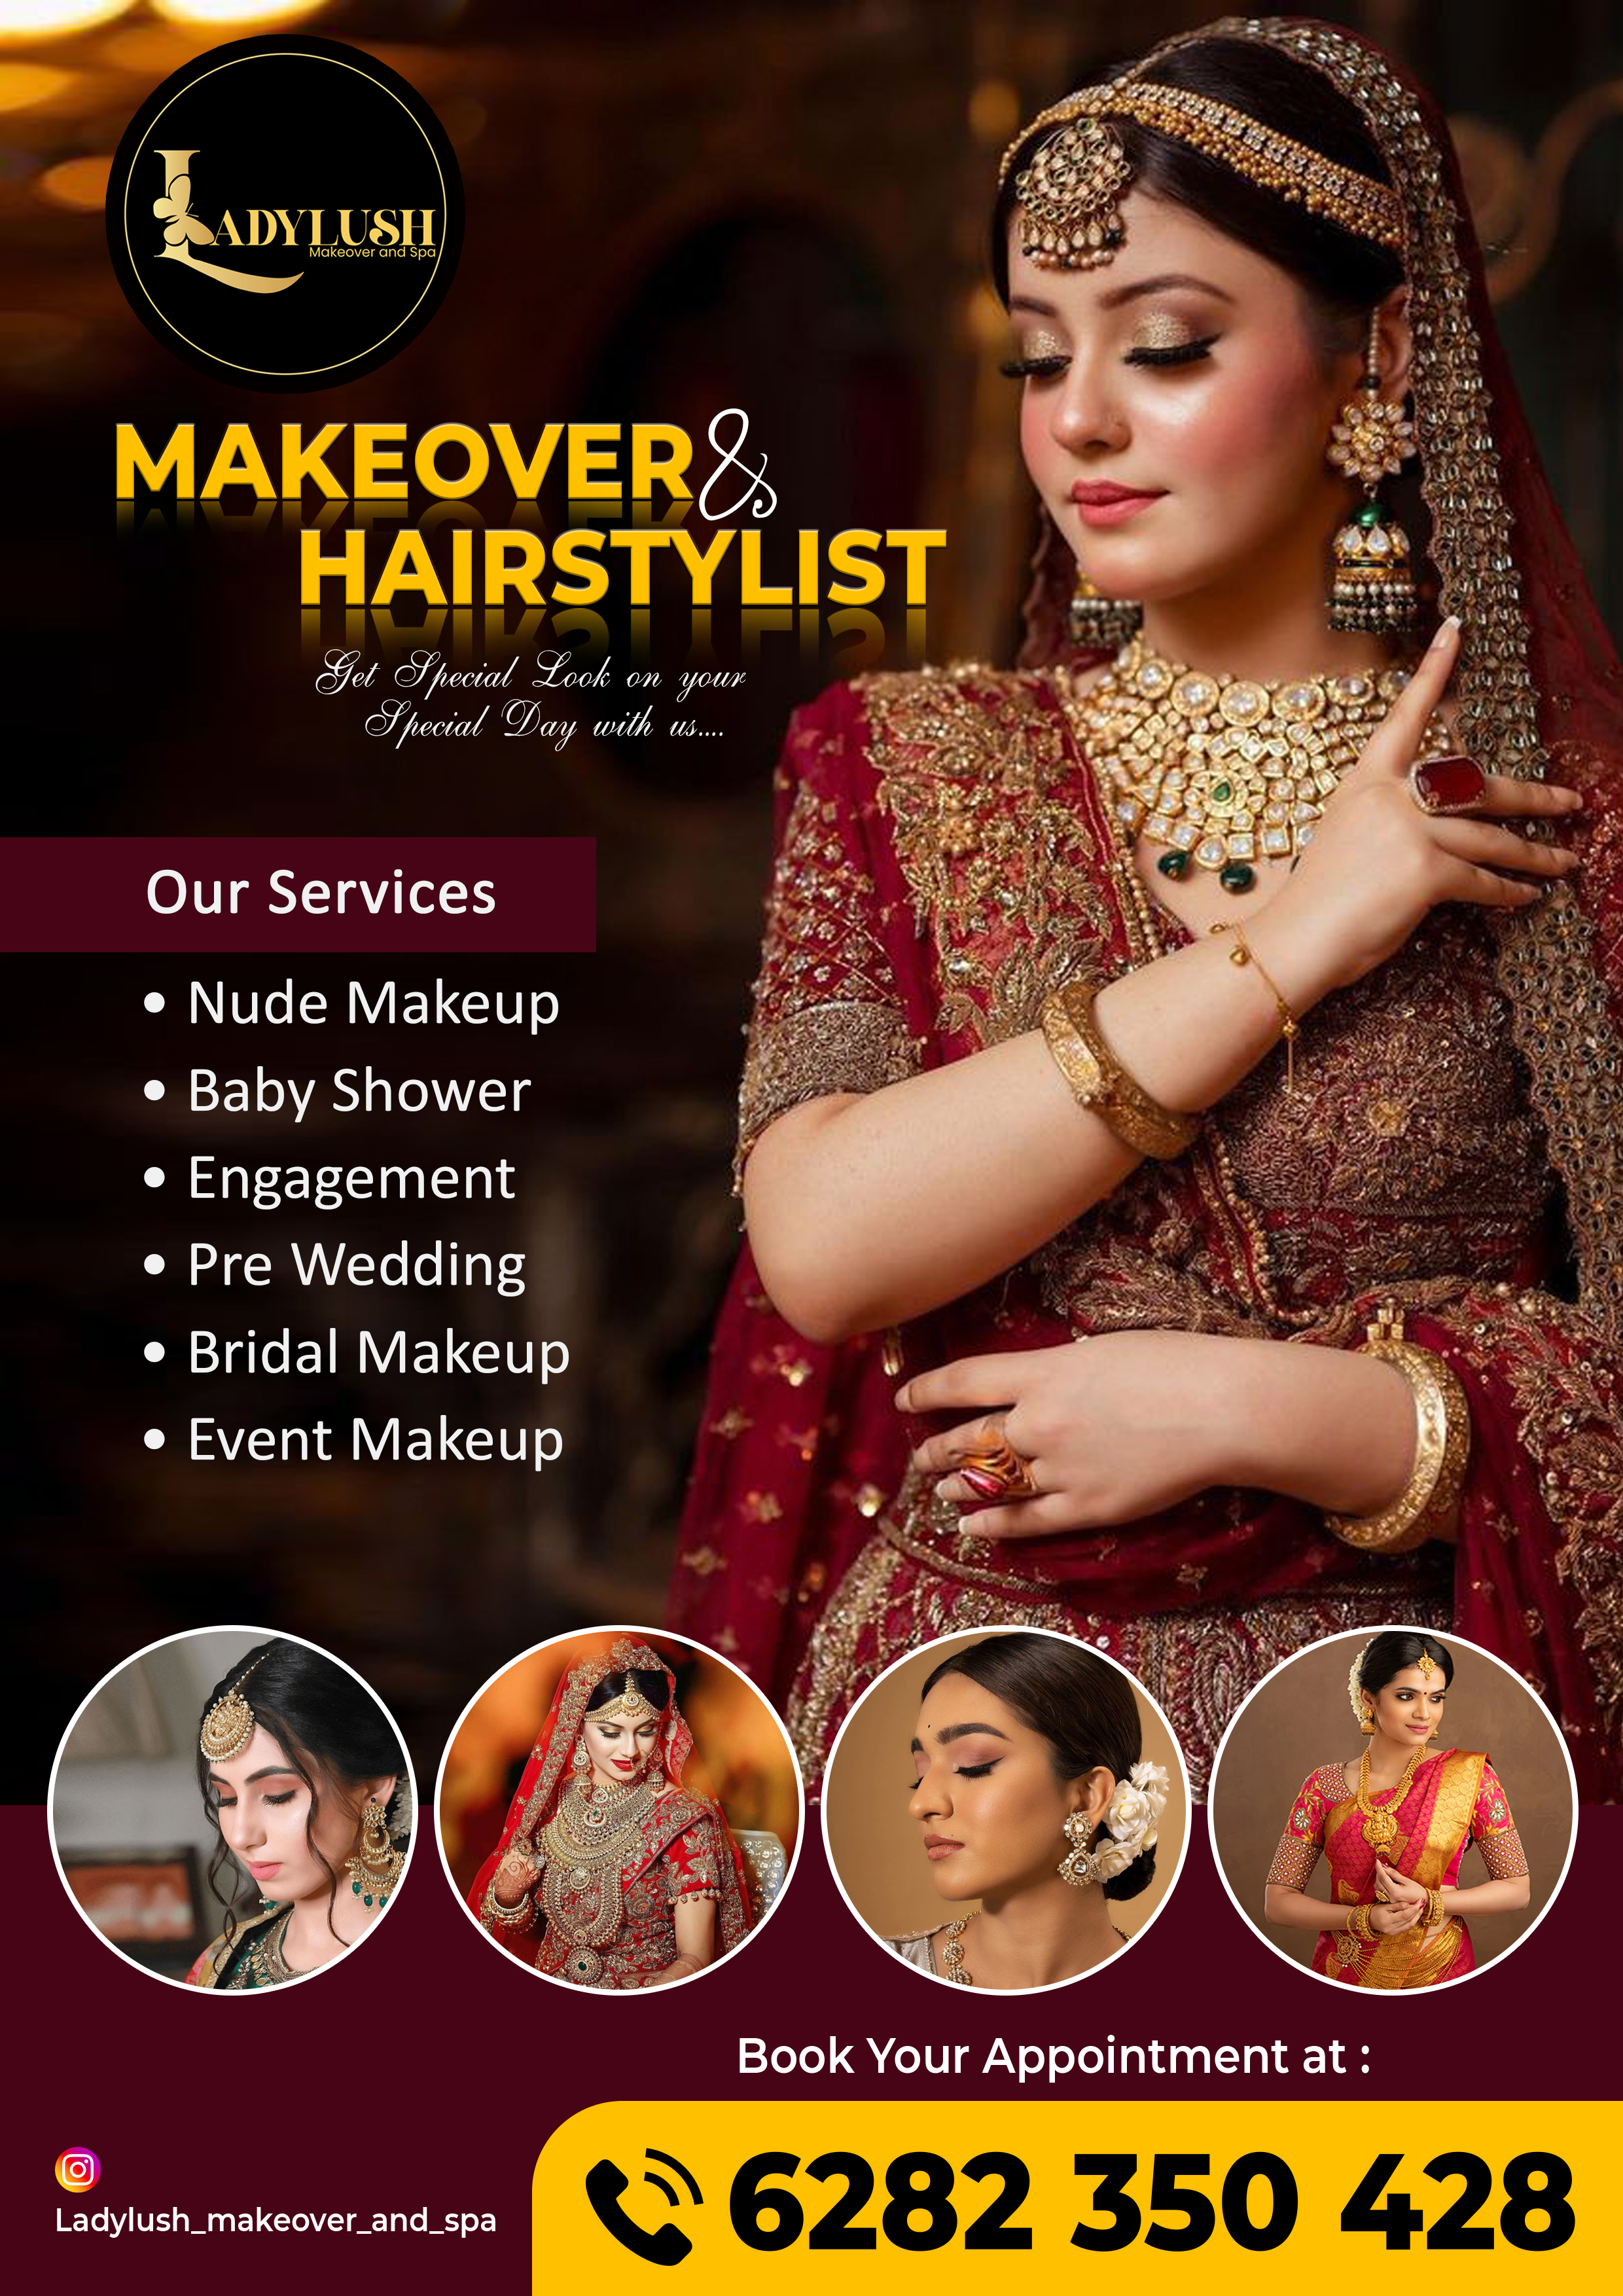 LADYLUSH
Makeover and Spa
MAKEOVER &
HAIRSTYLIST
Get Special Look on your
Special Day with us....
Our Services
• Nude Makeup
• Baby Shower
• Engagement
• Pre Wedding
• Bridal Makeup
• Event Makeup
Book Your Appointment at :
6282 350 428
Ladylush_makeover_and_spa